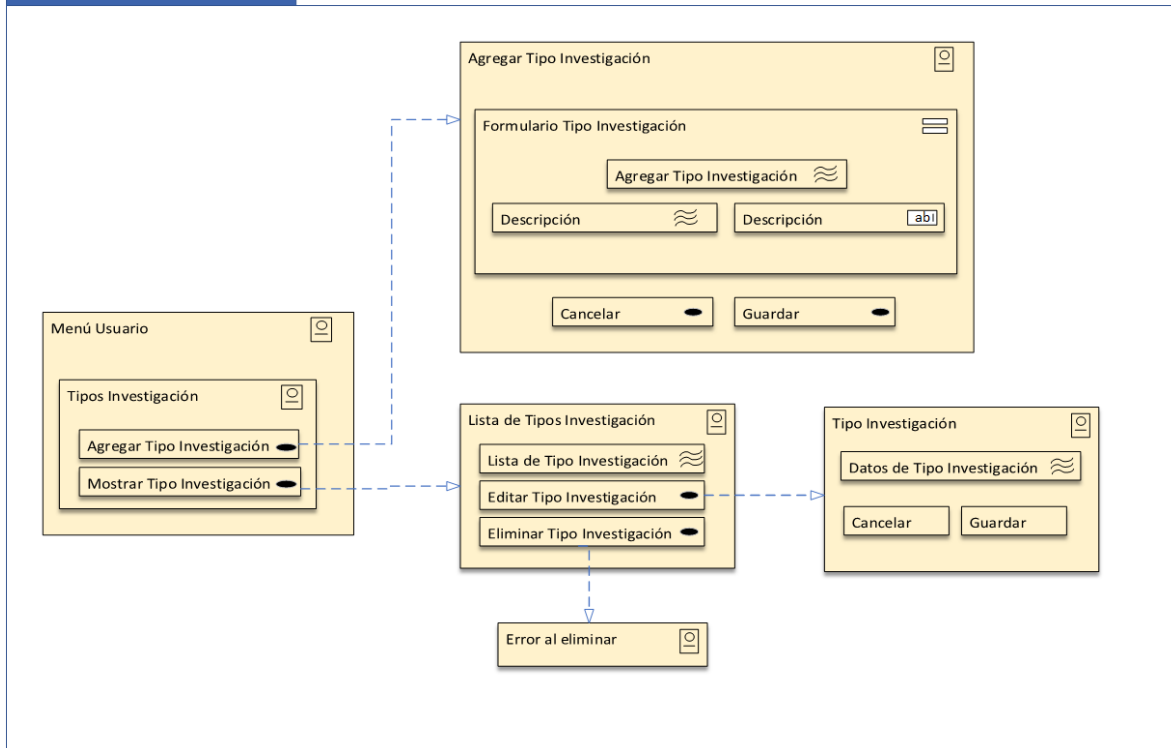 Agregar Tipo Investigación
Formulario Tipo Investigación
Agregar Tipo Investigación
Descripción
Descripción
abI
Cancelar
Guardar
Menú Usuario
Tipos Investigación
Agregar Tipo Investigación
Mostrar Tipo Investigación
Lista de Tipos Investigación
Lista de Tipo Investigación
Editar Tipo Investigación
Eliminar Tipo Investigación
Tipo Investigación
Datos de Tipo Investigación
Cancelar
Guardar
Error al eliminar